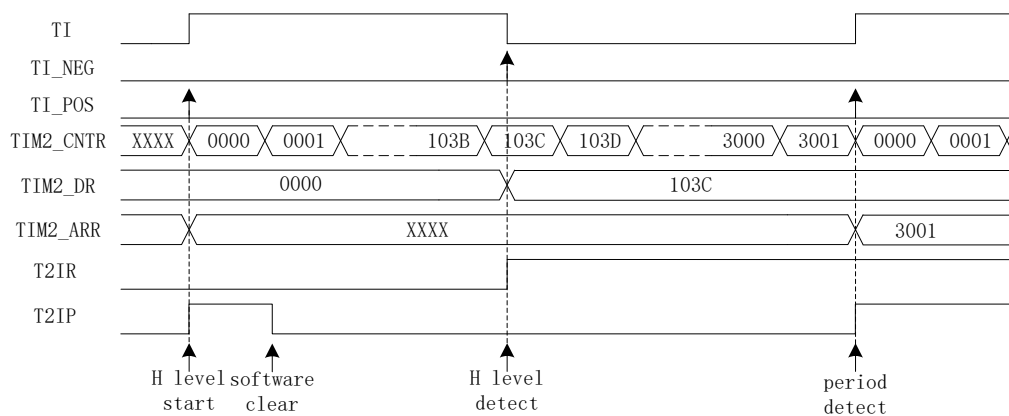 TI
TI_NEG
TI_POS
TIM2_CNTR XXXX 0000 0001 103B 103C 103D 3000 3001 0000 0001
TIM2_DR 0000 103C
TIM2_ARR XXXX 3001
T2IR
T2IP
H level start
software clear
H level detect
period detect